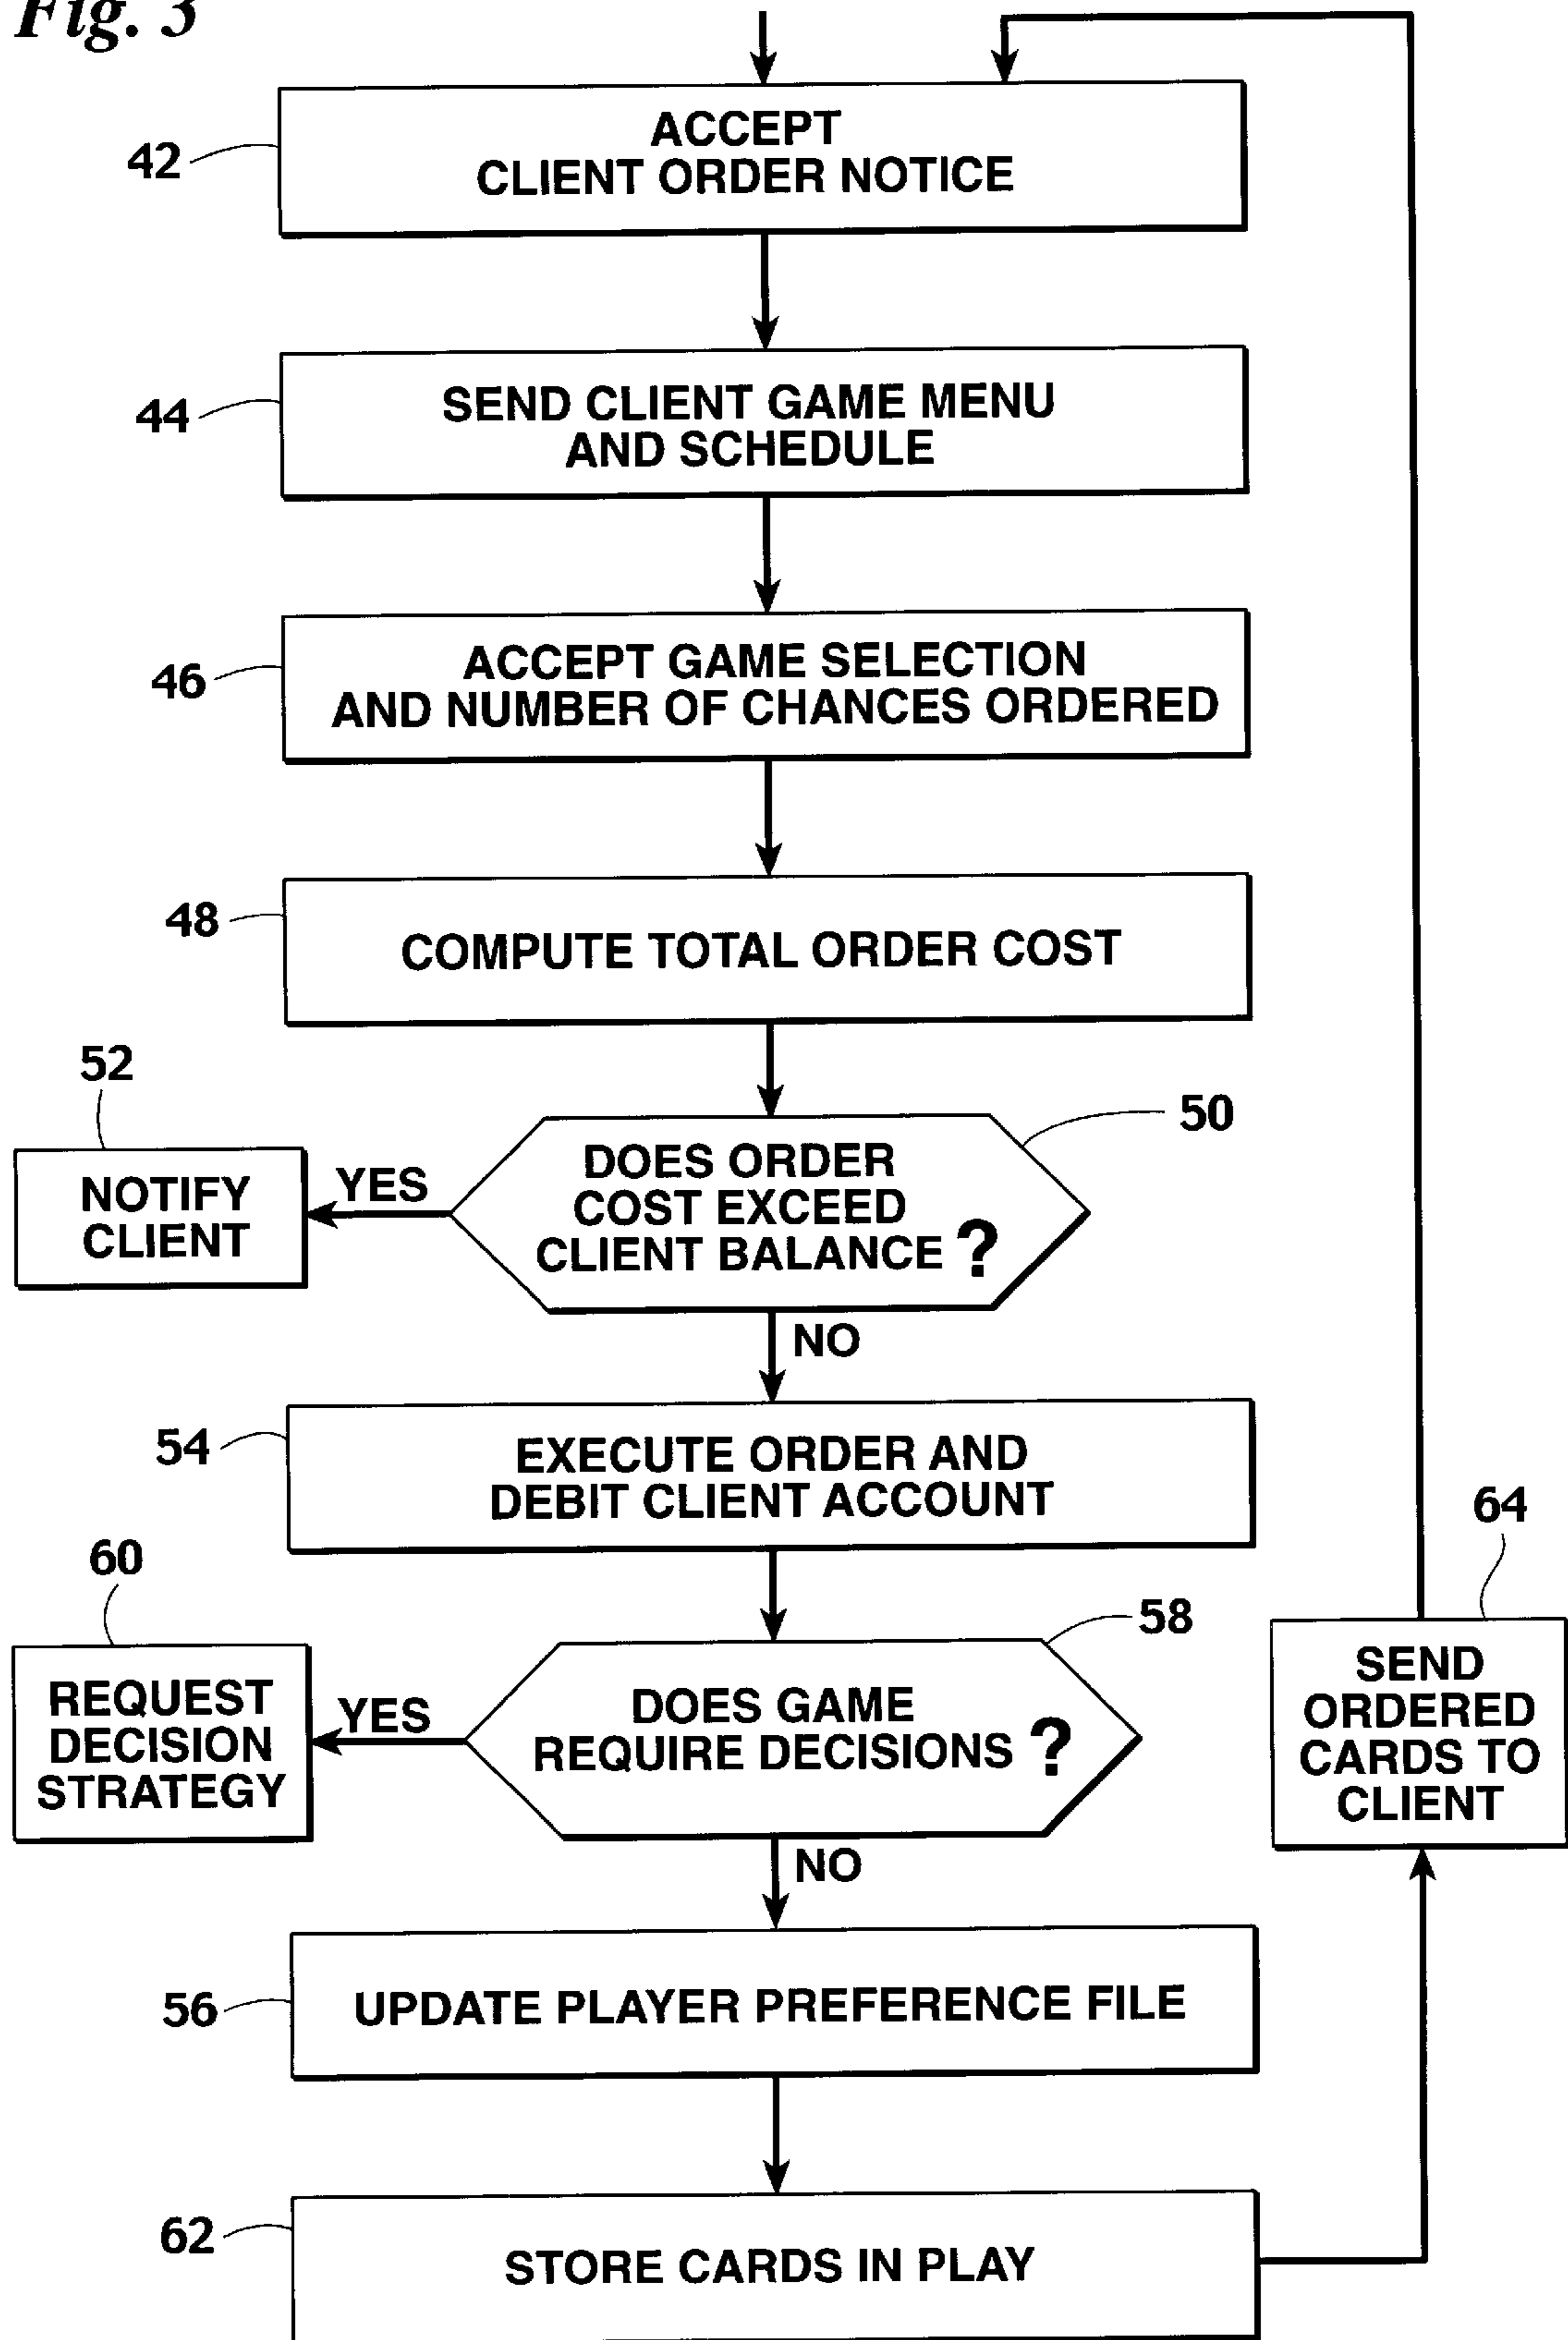 Fig. 3
42
ACCEPT
CLIENT ORDER NOTICE
44
SEND CLIENT GAME MENU
AND SCHEDULE
46
ACCEPT GAME SELECTION
AND NUMBER OF CHANCES ORDERED
48
COMPUTE TOTAL ORDER COST
52
NOTIFY
CLIENT
YES
50
DOES ORDER
COST EXCEED
CLIENT BALANCE ?
NO
54
EXECUTE ORDER AND
DEBIT CLIENT ACCOUNT
60
REQUEST
DECISION
STRATEGY
YES
58
DOES GAME
REQUIRE DECISIONS ?
NO
64
SEND
ORDERED
CARDS TO
CLIENT
56
UPDATE PLAYER PREFERENCE FILE
62
STORE CARDS IN PLAY